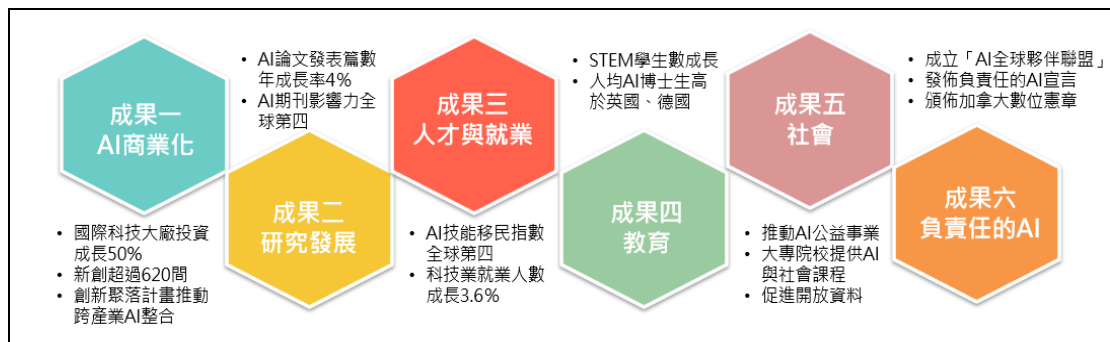 成果一
AI商業化
• 國際科技大廠投資
成長50%
• 新創超過620間
• 創新聚落計畫推動
跨產業AI整合
• AI論文發表篇數
年成長率4%
• AI期刊影響力全
球第四
成果二
研究發展
成果三
人才與就業
• AI技能移民指數
全球第四
• 科技業就業人數
成長3.6%
• STEM學生數成長
• 人均AI博士生高
於英國、德國
成果四
教育
成果五
社會
• 推動AI公益事業
• 大專院校提供AI
與社會課程
• 促進開放資料
• 成立「AI全球夥伴聯盟」
• 發佈負責任的AI宣言
• 頒佈加拿大數位憲章
成果六
負責任的AI